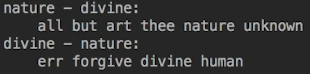 nature - divine:
all but art thee nature unknown
divine - nature:
err forgive divine human